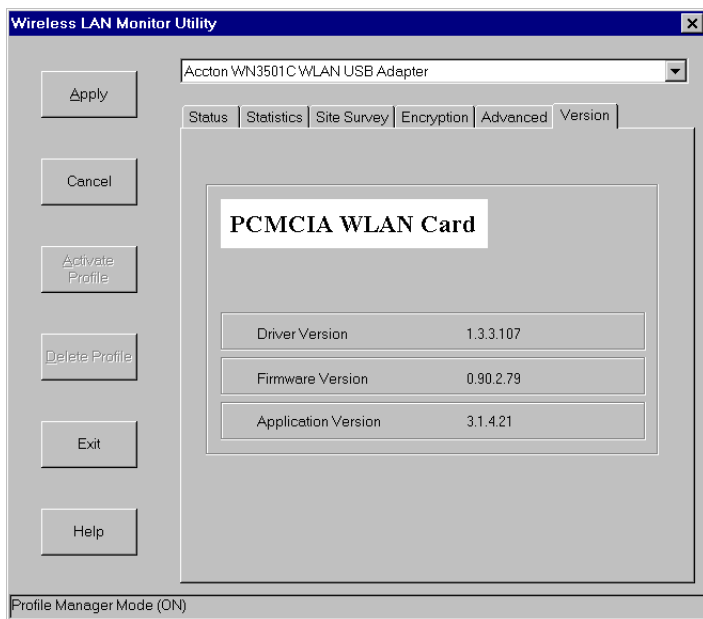 Wireless LAN Monitor Utility
Accton WN3501C WLAN USB Adapter
Apply
Cancel
Activate
Profile
Delete Profile
Exit
Help
Status Statistics Site Survey Encryption Advanced Version
PCMCIA WLAN Card
Driver Version 1.3.3.107
Firmware Version 0.90.2.79
Application Version 3.1.4.21
Profile Manager Mode (ON)